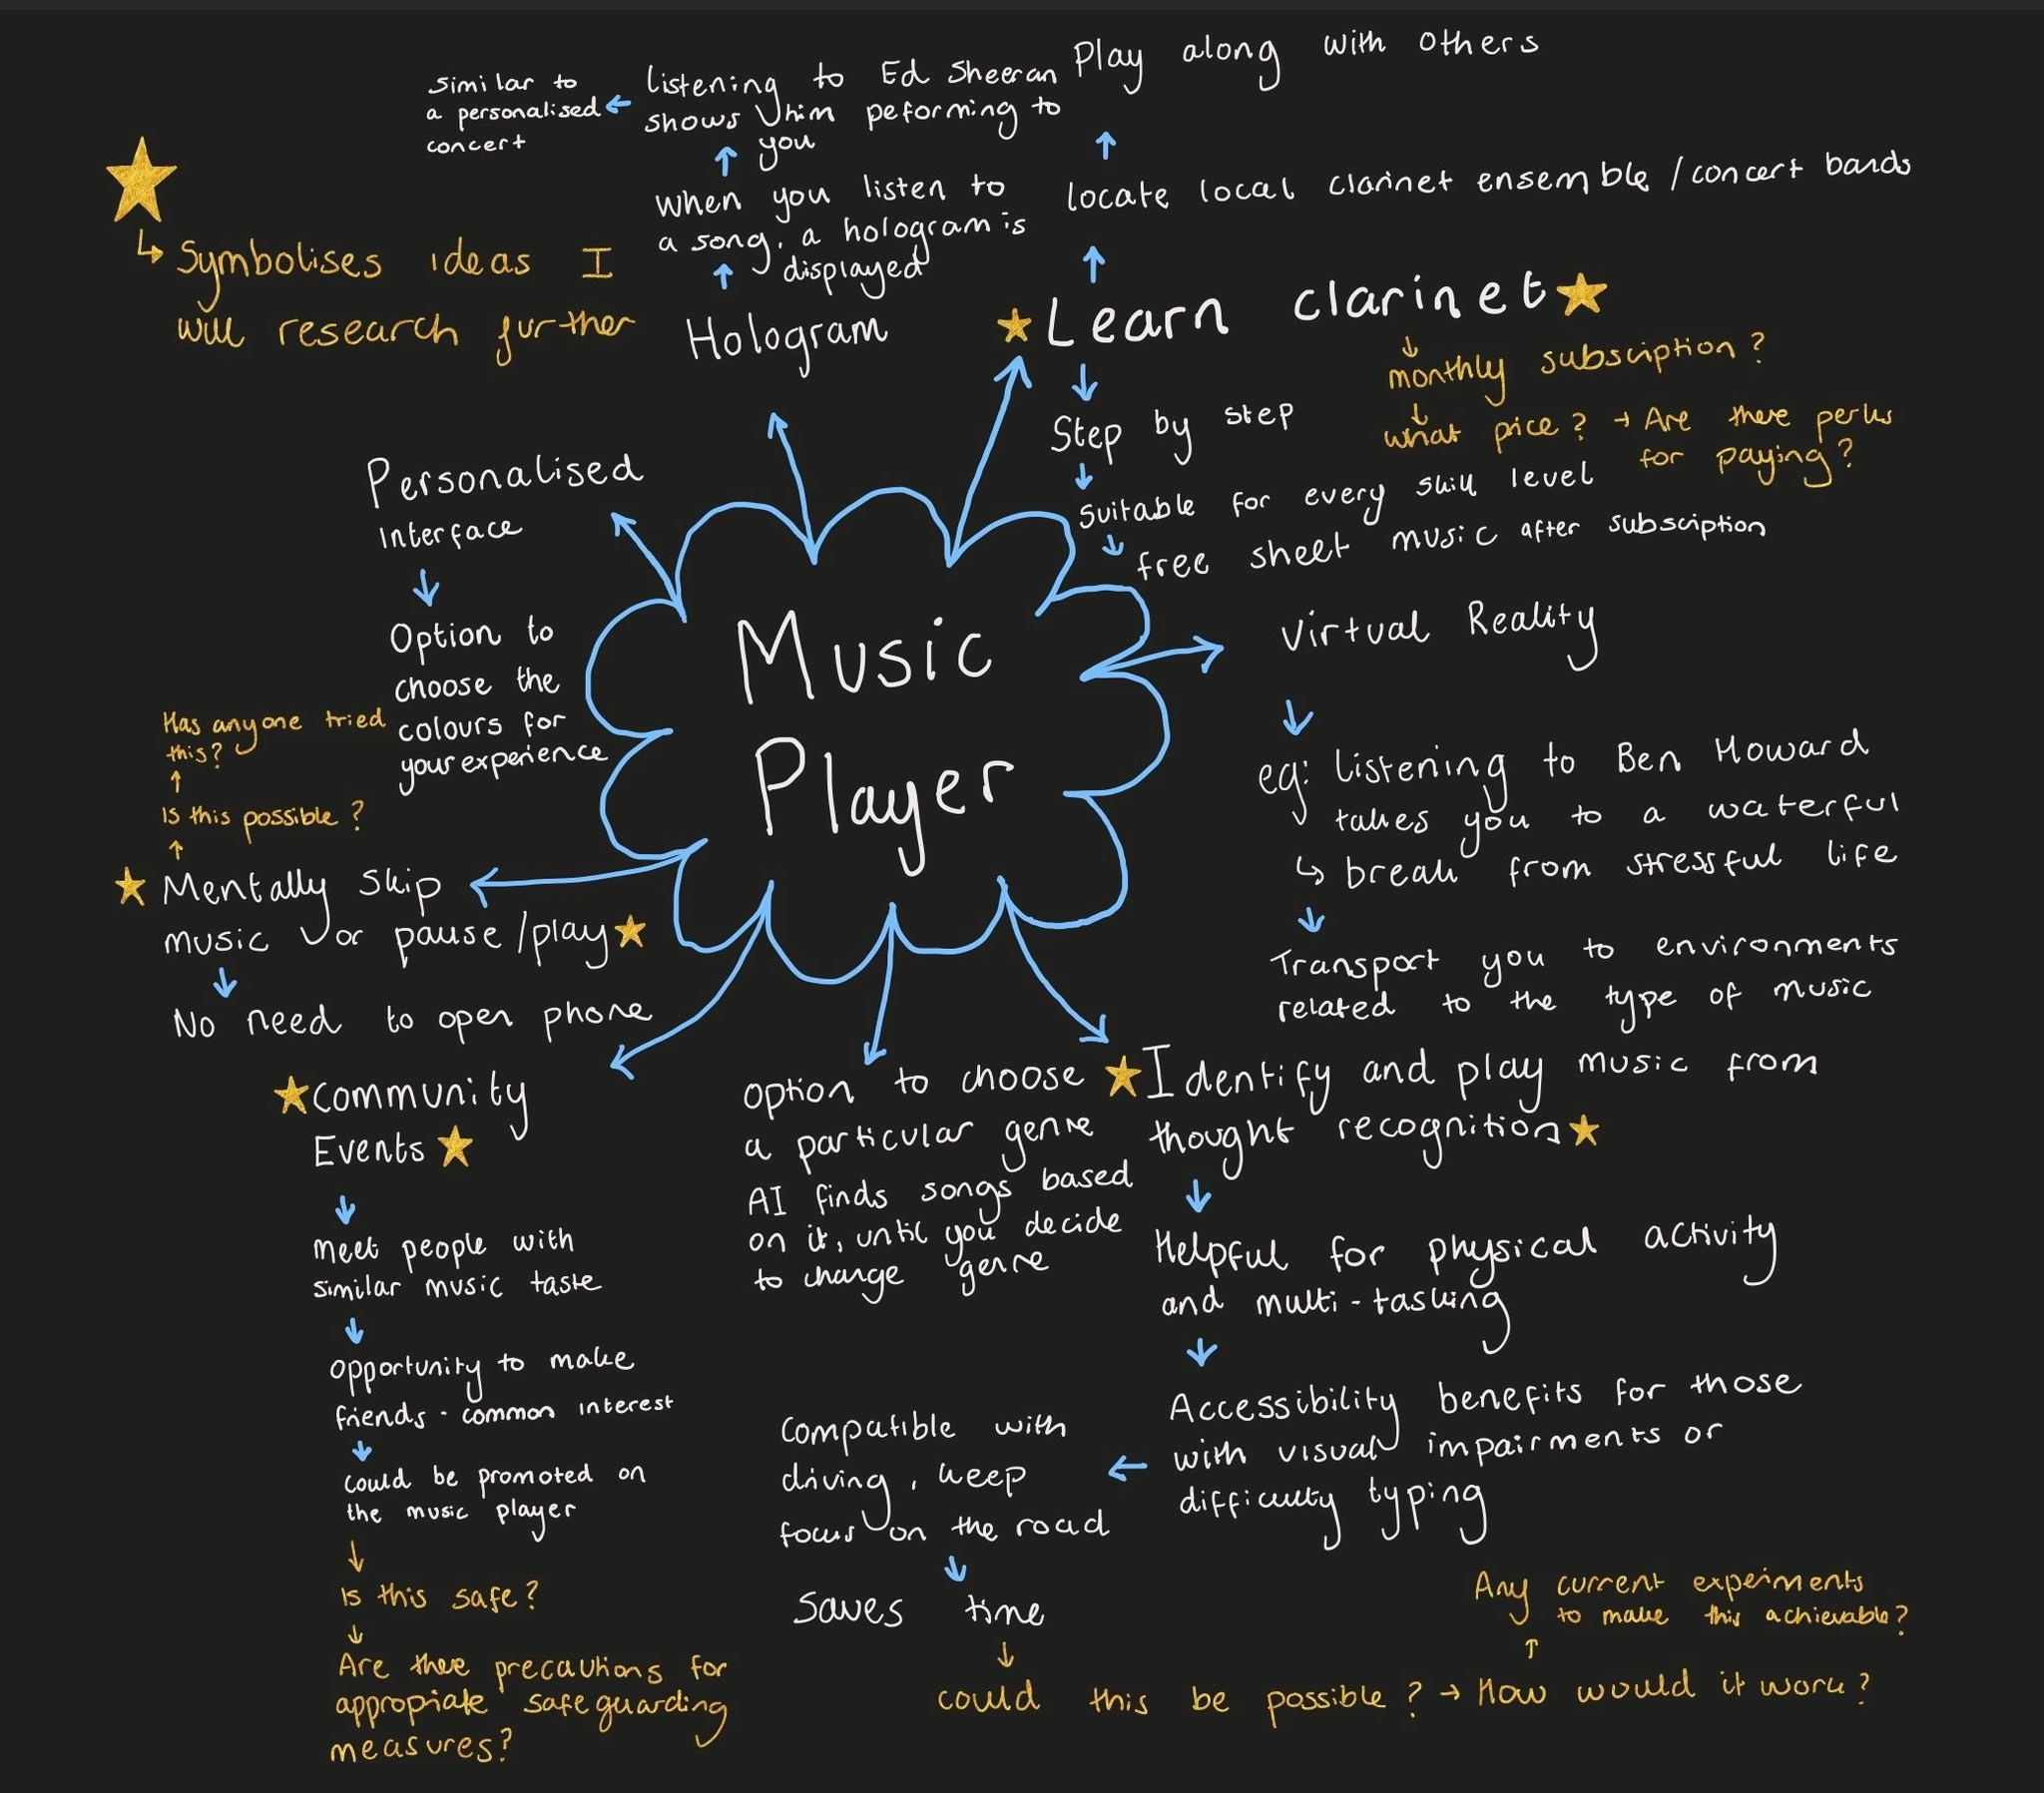 Similar to
a personalised
concert
listening to Ed Sheeran
shows him peforming to
you
when you listen to
a song, a hologram is
displayed
Hologram
Play along with others
locate local clarinet ensemble / concert bands
Learn clarinet
monthly subscription?
what price? → Are there perks
for paying?
Step by step
suitable for every skill level
free sheet music after subscription
Symbolises ideas I
will research further
Personalised
Interface
Option to
choose the
colours for
your experience
Music
Player
Virtual Reality
eg: listening to Ben Howard
takes you to a waterful
↳ break from stressful life
Transport you to environments
related to the type of music
Has anyone tried
this?
Is this possible?
Mentally skip
music or pause/play
No need to open phone
Community
Events
Meet people with
similar music taste
opportunity to make
friends - common interest
could be promoted on
the music player
Is this safe?
Are there precautions for
appropiate safeguarding
measures?
option to choose
a particular genre
AI finds songs based
on it, until you decide
to change genre
Identify and play music from
thought recognition
Helpful for physical activity
and multi-tasking
Accessibility benefits for those
with visual impairments or
difficulty typing
Compatible with
driving, keep
focus on the road
Saves time
could this be possible? → How would it work?
Any current expeiments
to make this achievable?